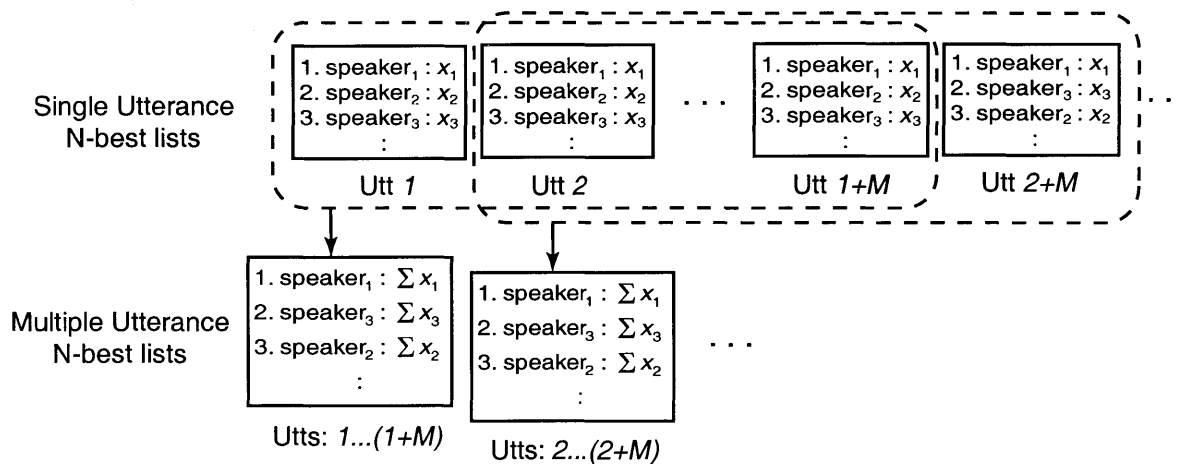 Single Utterance
N-best lists
1. speaker₁ : x₁
2. speaker₂ : x₂
3. speaker₃ : x₃
:
Utt 1
1. speaker₁ : x₁
2. speaker₂ : x₂
3. speaker₃ : x₃
:
Utt 2
. . .
1. speaker₁ : x₁
2. speaker₂ : x₂
3. speaker₃ : x₃
:
Utt 1+M
1. speaker₁ : x₁
2. speaker₃ : x₃
3. speaker₂ : x₂
:
Utt 2+M
. .
Multiple Utterance
N-best lists
1. speaker₁ : ∑ x₁
2. speaker₃ : ∑ x₃
3. speaker₂ : ∑ x₂
:
Utts: 1...(1+M)
1. speaker₁ : ∑ x₁
2. speaker₃ : ∑ x₃
3. speaker₂ : ∑ x₂
:
Utts: 2...(2+M)
. . .